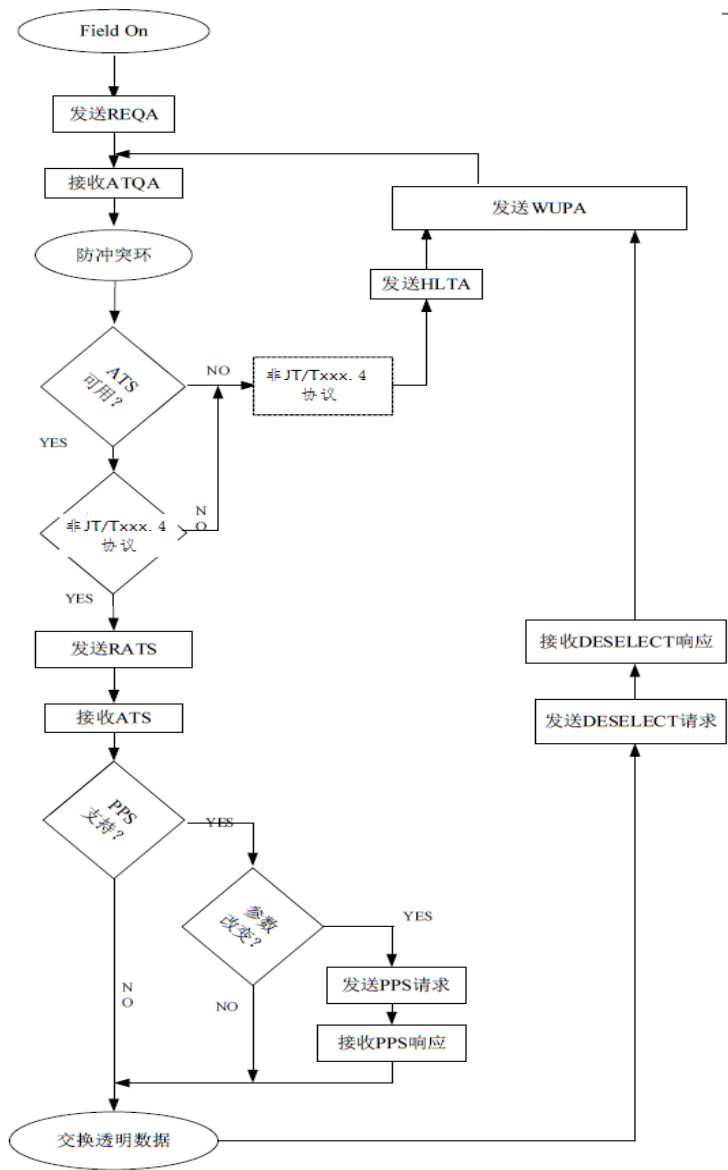 Field On
发送REQA
接收ATQA
发送WUPA
防冲突环
发送HLTA
ATS
可用?
NO
非JT/Txxx. 4
协议
YES
非JT/Txxx. 4
协议
N
O
YES
发送RATS
接收DESELECT响应
接收ATS
发送DESELECT请求
PPS
支持?
YES
参数
改变?
YES
发送PPS请求
N
O
NO
接收PPS响应
交换透明数据